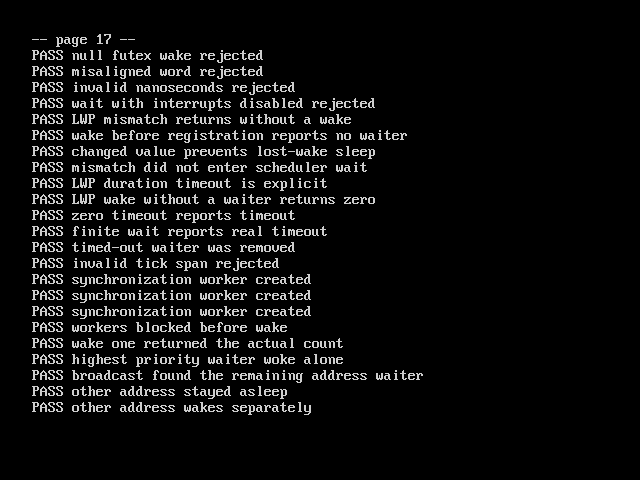 -- page 17 --
PASS null futex wake rejected
PASS misaligned word rejected
PASS invalid nanoseconds rejected
PASS wait with interrupts disabled rejected
PASS LWP mismatch returns without a wake
PASS wake before registration reports no waiter
PASS changed value prevents lost-wake sleep
PASS mismatch did not enter scheduler wait
PASS LWP duration timeout is explicit
PASS LWP wake without a waiter returns zero
PASS zero timeout reports timeout
PASS finite wait reports real timeout
PASS timed-out waiter was removed
PASS invalid tick span rejected
PASS synchronization worker created
PASS synchronization worker created
PASS synchronization worker created
PASS workers blocked before wake
PASS wake one returned the actual count
PASS highest priority waiter woke alone
PASS broadcast found the remaining address waiter
PASS other address stayed asleep
PASS other address wakes separately